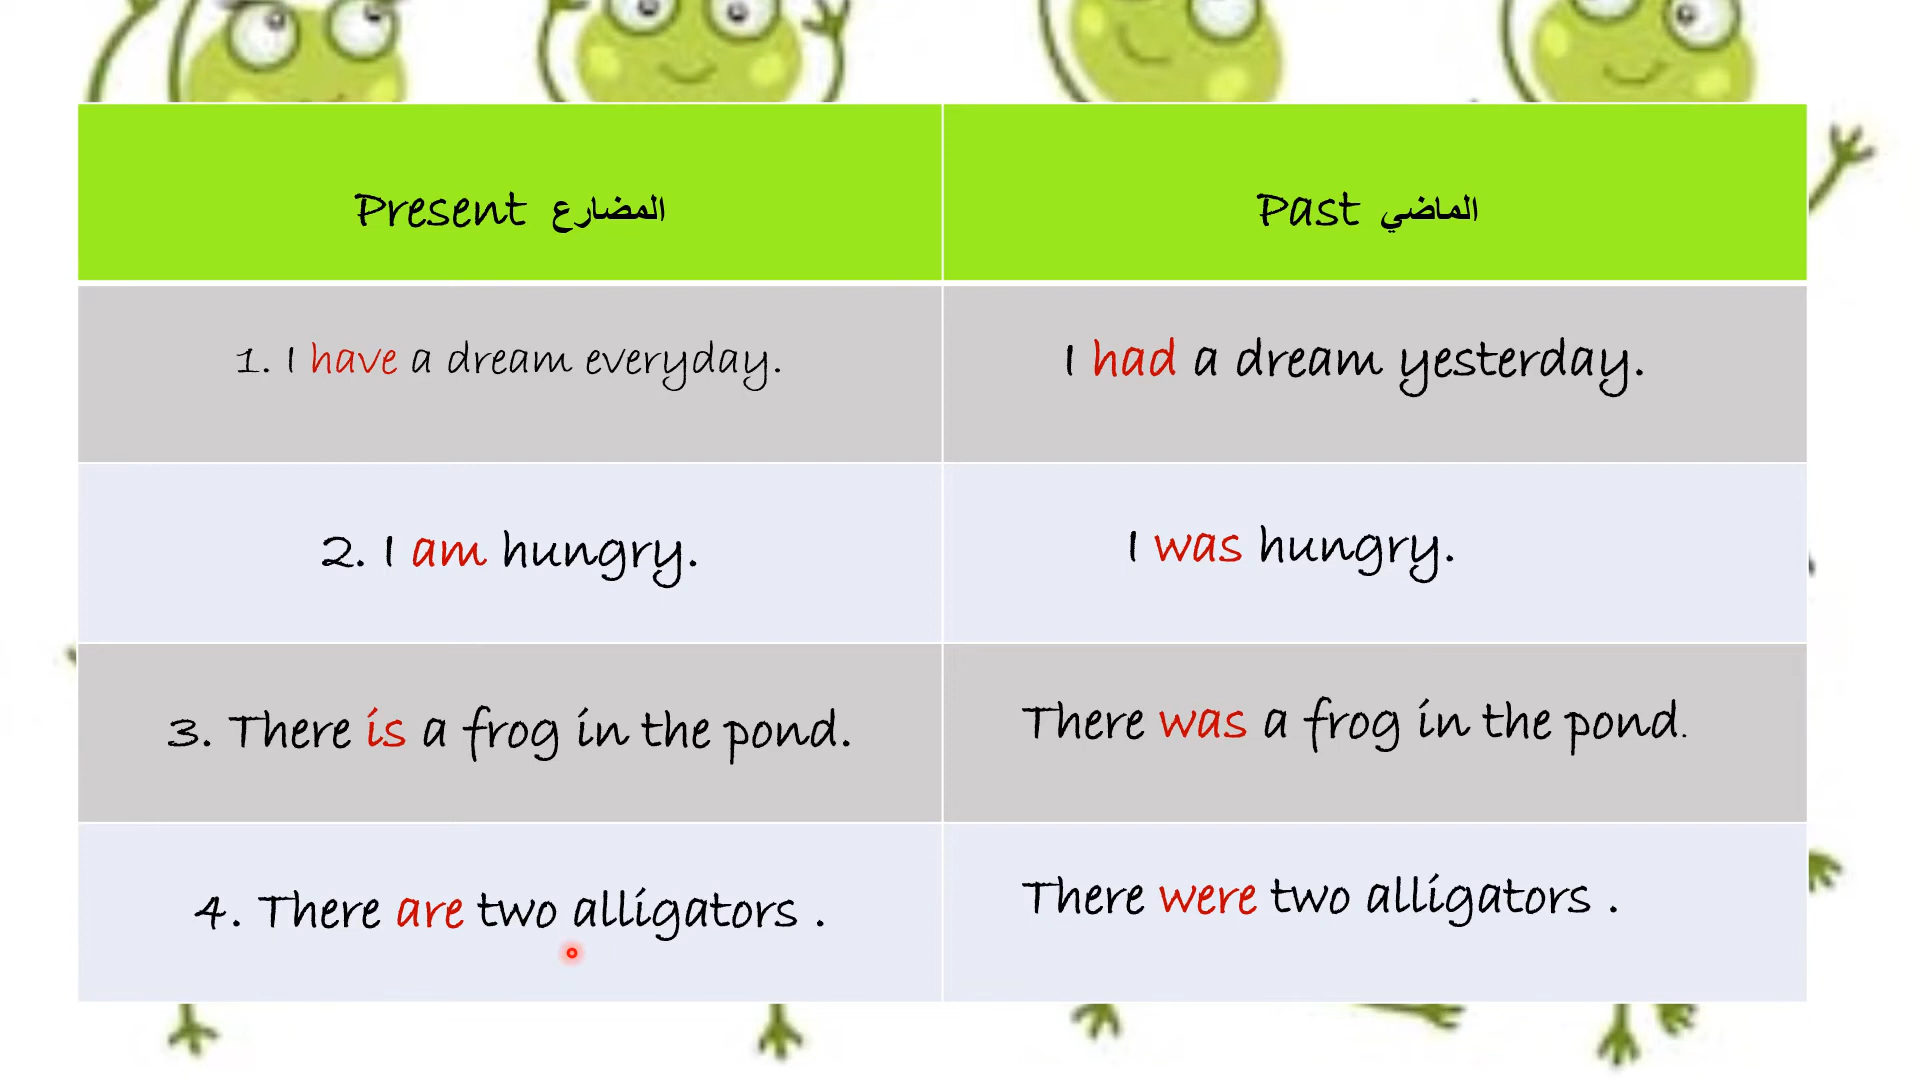 Present المضارع
Past الماضي
1. I have a dream everyday.
I had a dream yesterday.
2. I am hungry.
I was hungry.
3. There is a frog in the pond.
There was a frog in the pond.
4. There are two alligators .
There were two alligators .